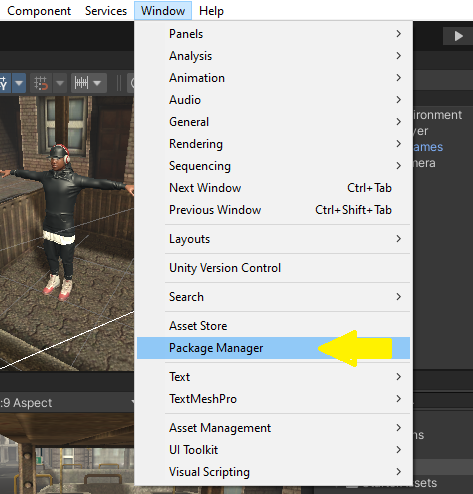 Component Services Window Help
Panels
Analysis
Animation
Audio
General
Rendering
Sequencing
Next Window Ctrl+Tab
Previous Window Ctrl+Shift+Tab
Layouts
Unity Version Control
Search
Asset Store
Package Manager
Text
TextMeshPro
Asset Management
UI Toolkit
Visual Scripting
:9 Aspect
ironment
yer
ames
mera
ns
Assets